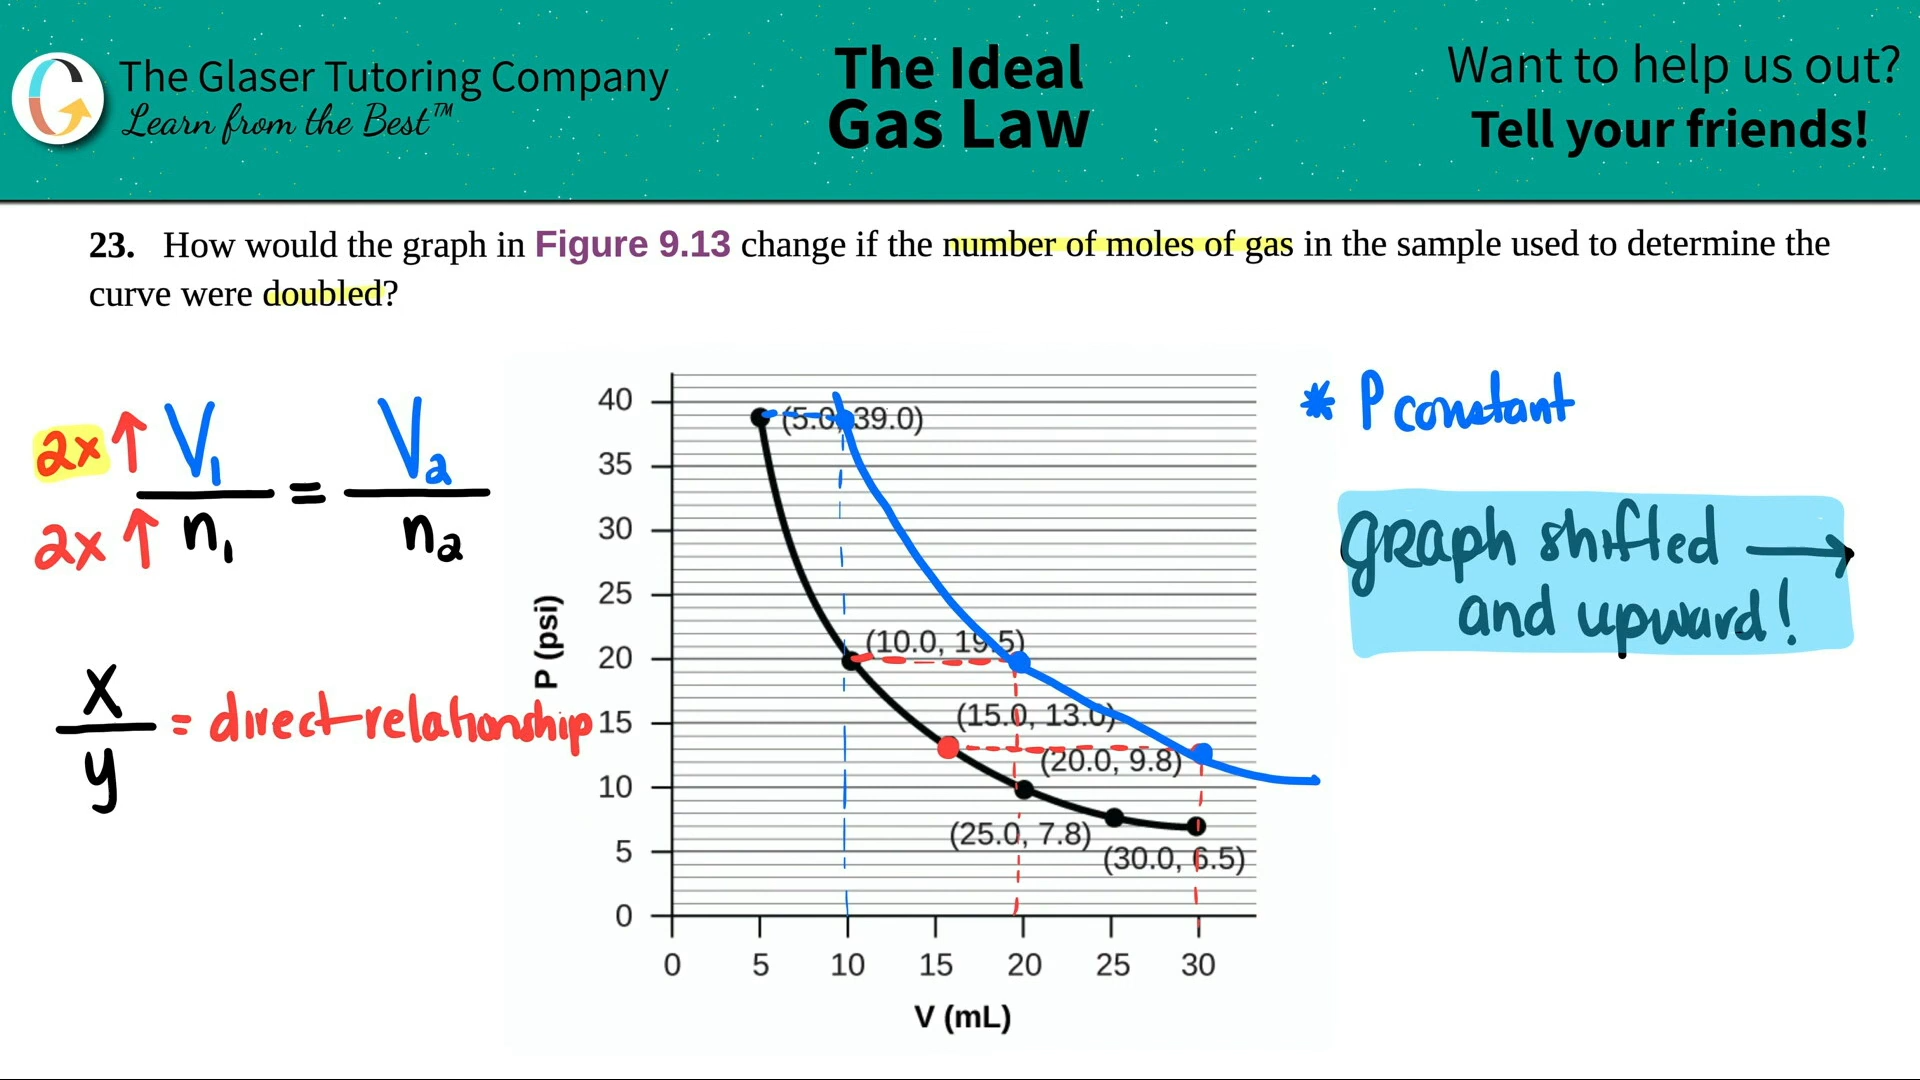 The Glaser Tutoring Company
Learn from the Best™
The Ideal
Gas Law
Want to help us out?
Tell your friends!
23. How would the graph in Figure 9.13 change if the number of moles of gas in the sample used to determine the
curve were doubled?
2x ↑ V₁ = V₂
2x ↑ n₁ n₂
x
y = direct relationship
P (psi)
40
35
30
25
20
15
10
5
0
(5.0, 39.0)
(10.0, 19.5)
(15.0, 13.0)
(20.0, 9.8)
(25.0, 7.8)
(30.0, 6.5)
0 5 10 15 20 25 30
V (mL)
* P constant
graph shifted →
and upward!